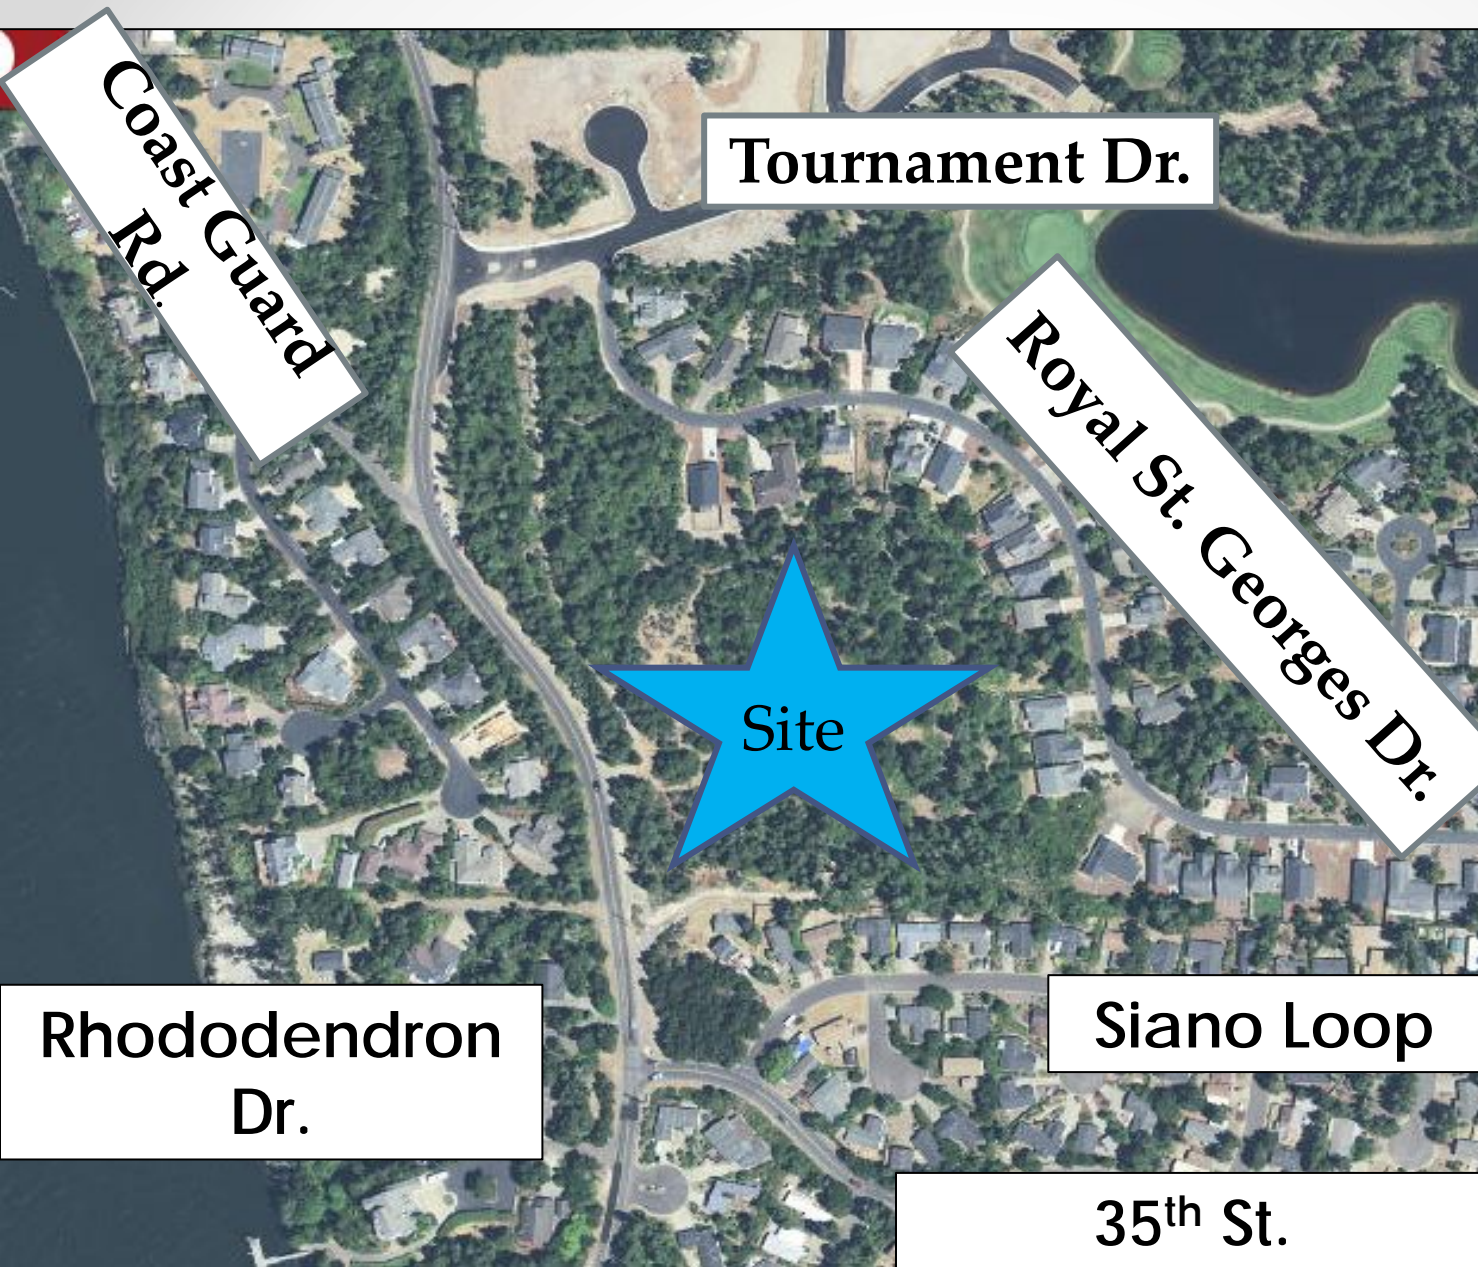 Coast Guard
Rd.
Tournament Dr.
Royal St. Georges Dr.
Site
Rhododendron
Dr.
Siano Loop
35th St.